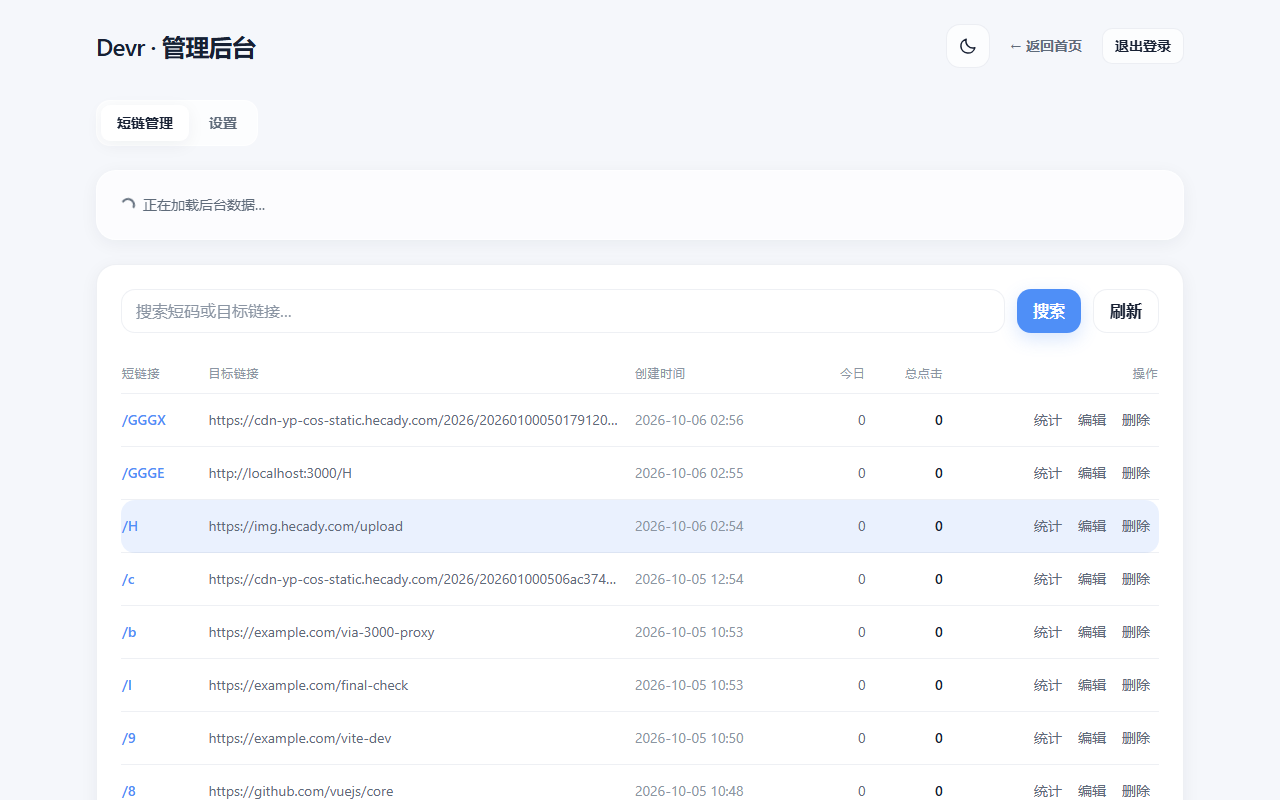 Devr · 管理后台
← 返回首页 退出登录
短链管理 设置
正在加载后台数据...
搜索短码或目标链接... 搜索 刷新
短链接 目标链接 创建时间 今日 总点击 操作
/GGGX https://cdn-yp-cos-static.hecady.com/2026/20260100050179120... 2026-10-06 02:56 0 0 统计 编辑 删除
/GGGE http://localhost:3000/H 2026-10-06 02:55 0 0 统计 编辑 删除
/H https://img.hecady.com/upload 2026-10-06 02:54 0 0 统计 编辑 删除
/c https://cdn-yp-cos-static.hecady.com/2026/202601000506ac374... 2026-10-05 12:54 0 0 统计 编辑 删除
/b https://example.com/via-3000-proxy 2026-10-05 10:53 0 0 统计 编辑 删除
/l https://example.com/final-check 2026-10-05 10:53 0 0 统计 编辑 删除
/9 https://example.com/vite-dev 2026-10-05 10:50 0 0 统计 编辑 删除
/8 https://github.com/vuejs/core 2026-10-05 10:48 0 0 统计 编辑 删除